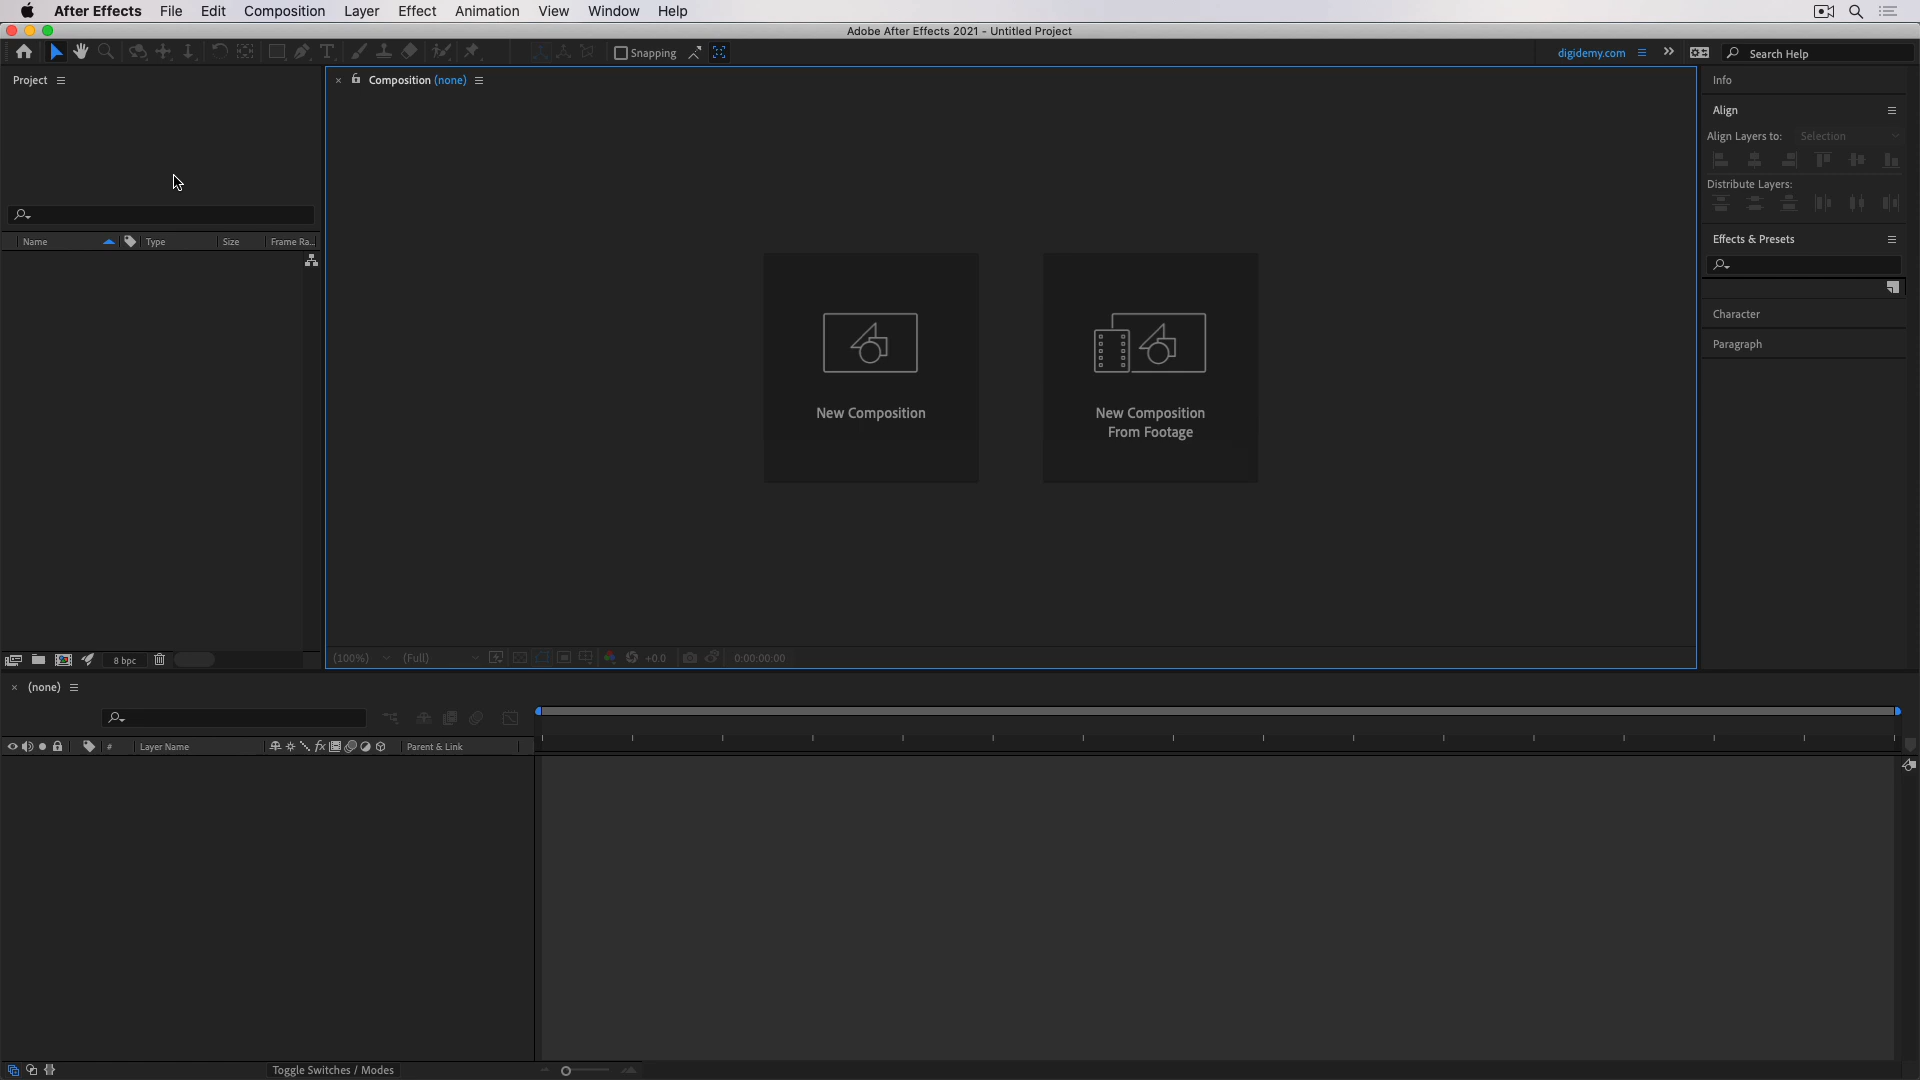 After Effects File Edit Composition Layer Effect Animation View Window Help
Adobe After Effects 2021 - Untitled Project
Snapping
digidemy.com
Search Help
Project
Composition (none)
Info
Align
Align Layers to: Selection
Distribute Layers:
Name Type Size Frame Ra...
Effects & Presets
Character
Paragraph
New Composition
New Composition
From Footage
8 bpc
(100%) (Full) +0.0 0:00:00:00
(none)
# Layer Name fx Parent & Link
Toggle Switches / Modes